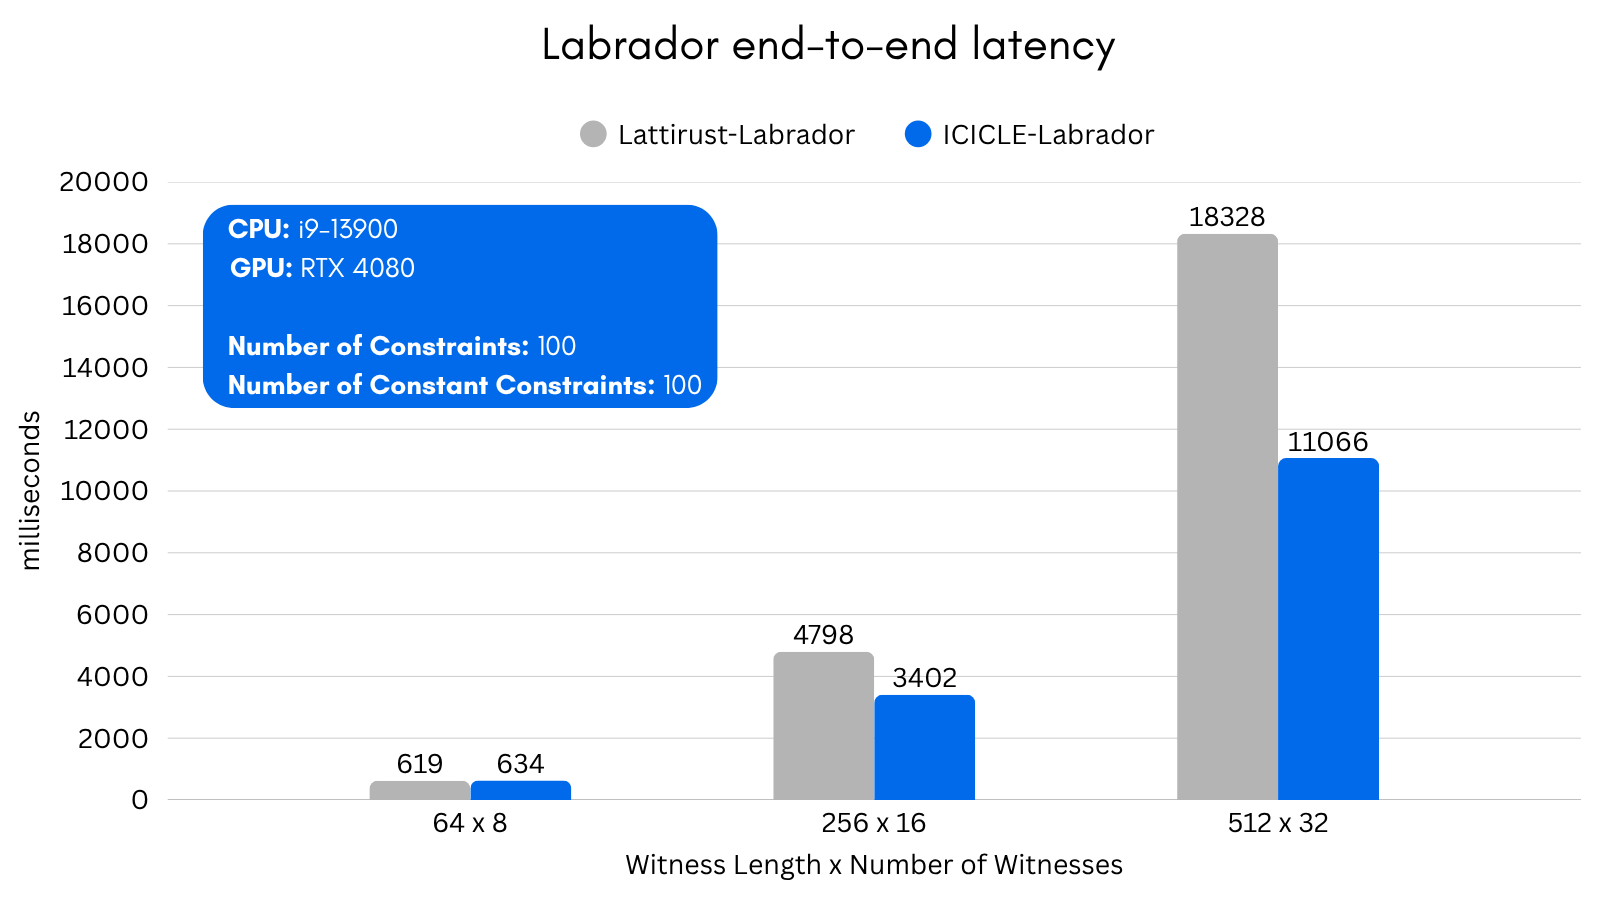 Labrador end-to-end latency
Lattirust-Labrador ICICLE-Labrador
20000
18000
16000
14000
12000
10000
8000
6000
4000
2000
0
milliseconds
CPU: i9-13900
GPU: RTX 4080
Number of Constraints: 100
Number of Constant Constraints: 100
619 634
4798 3402
18328 11066
64 x 8 256 x 16 512 x 32
Witness Length x Number of Witnesses